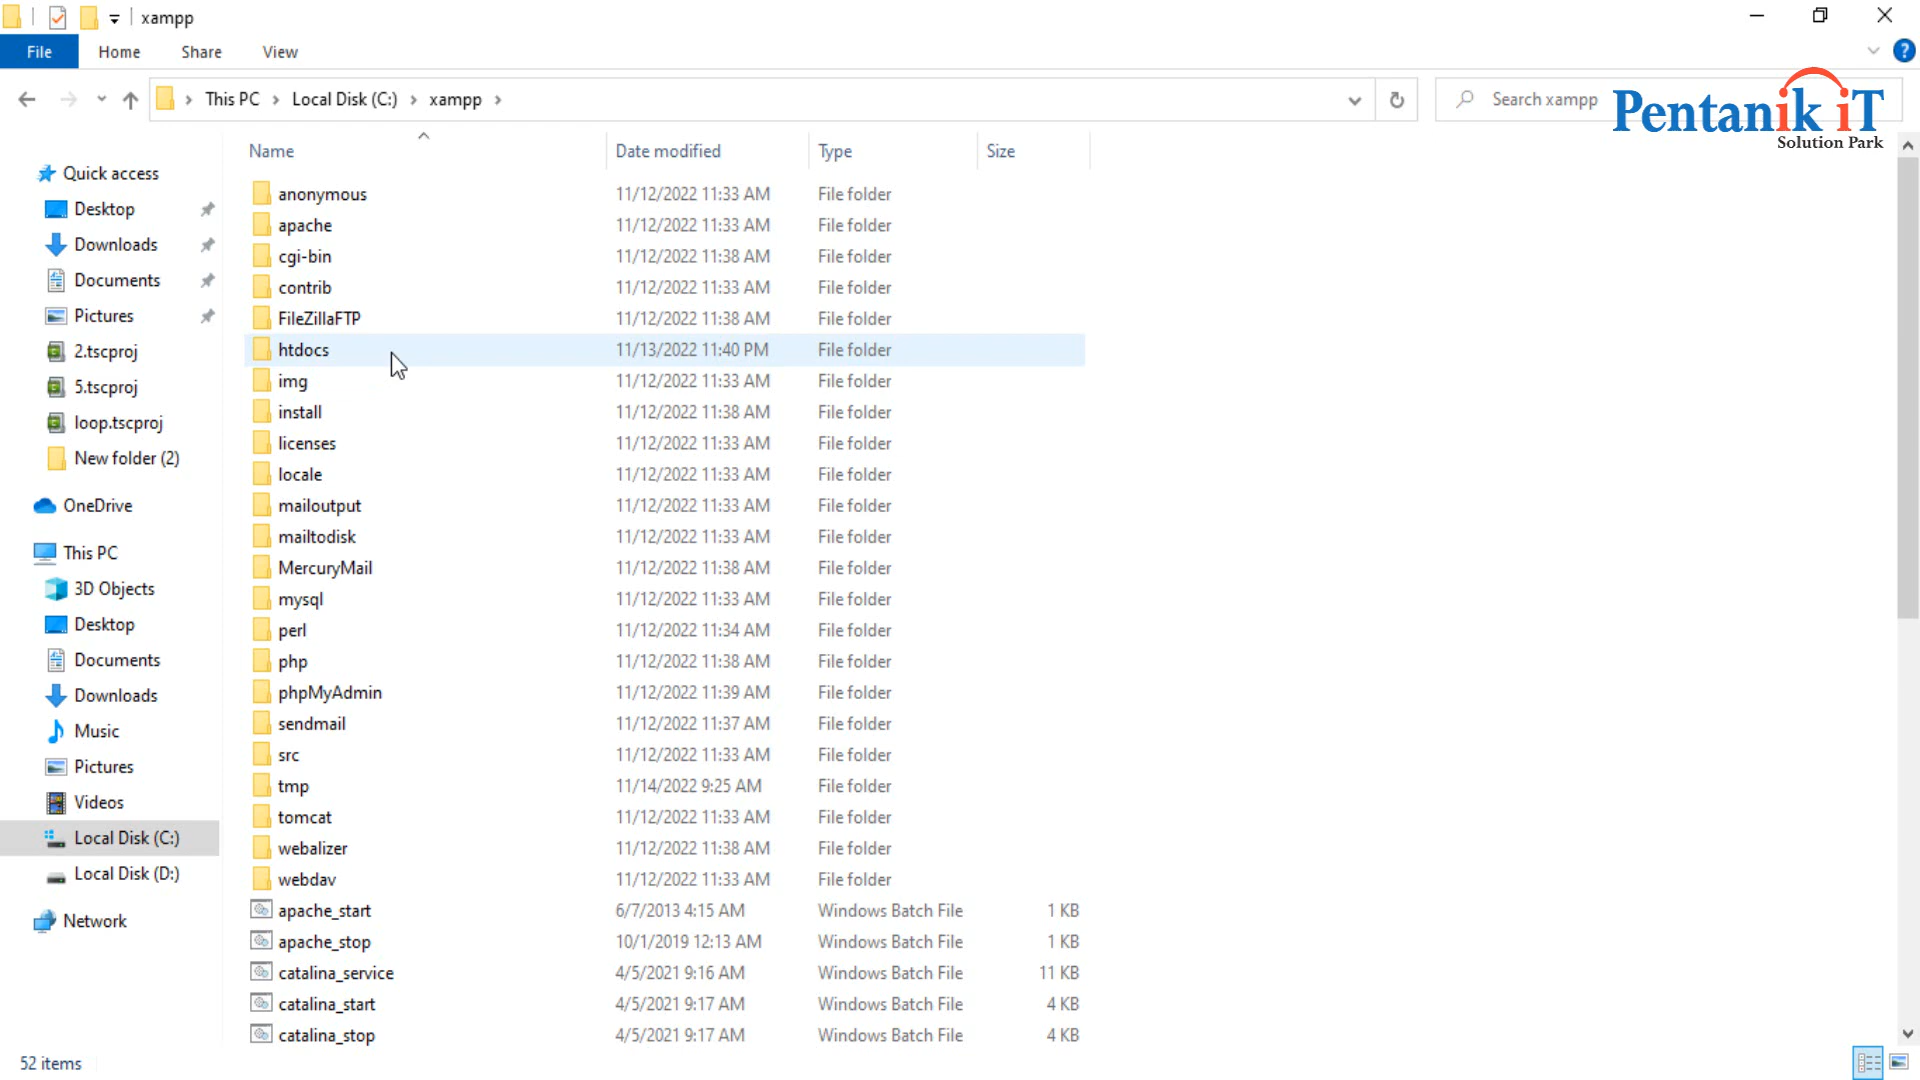 xampp
File Home Share View
This PC Local Disk (C:) xampp
Search xampp
Pentanik iT
Solution Park
Name Date modified Type Size
Quick access
Desktop
Downloads
Documents
Pictures
2.tscproj
5.tscproj
loop.tscproj
New folder (2)
OneDrive
This PC
3D Objects
Desktop
Documents
Downloads
Music
Pictures
Videos
Local Disk (C:)
Local Disk (D:)
Network
anonymous 11/12/2022 11:33 AM File folder
apache 11/12/2022 11:33 AM File folder
cgi-bin 11/12/2022 11:38 AM File folder
contrib 11/12/2022 11:33 AM File folder
FileZillaFTP 11/12/2022 11:38 AM File folder
htdocs 11/13/2022 11:40 PM File folder
img 11/12/2022 11:33 AM File folder
install 11/12/2022 11:38 AM File folder
licenses 11/12/2022 11:33 AM File folder
locale 11/12/2022 11:33 AM File folder
mailoutput 11/12/2022 11:33 AM File folder
mailtodisk 11/12/2022 11:33 AM File folder
MercuryMail 11/12/2022 11:38 AM File folder
mysql 11/12/2022 11:33 AM File folder
perl 11/12/2022 11:34 AM File folder
php 11/12/2022 11:38 AM File folder
phpMyAdmin 11/12/2022 11:39 AM File folder
sendmail 11/12/2022 11:37 AM File folder
src 11/12/2022 11:33 AM File folder
tmp 11/14/2022 9:25 AM File folder
tomcat 11/12/2022 11:33 AM File folder
webalizer 11/12/2022 11:38 AM File folder
webdav 11/12/2022 11:33 AM File folder
apache_start 6/7/2013 4:15 AM Windows Batch File 1 KB
apache_stop 10/1/2019 12:13 AM Windows Batch File 1 KB
catalina_service 4/5/2021 9:16 AM Windows Batch File 11 KB
catalina_start 4/5/2021 9:17 AM Windows Batch File 4 KB
catalina_stop 4/5/2021 9:17 AM Windows Batch File 4 KB
52 items